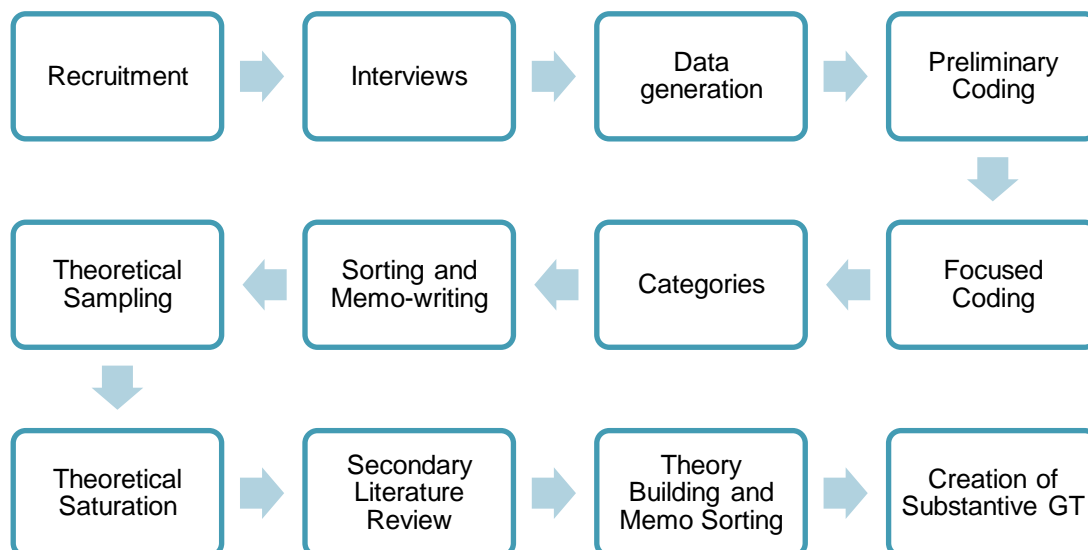 Recruitment
Interviews
Data
generation
Preliminary
Coding
Focused
Coding
Categories
Sorting and
Memo-writing
Theoretical
Sampling
Theoretical
Saturation
Secondary
Literature
Review
Theory
Building and
Memo Sorting
Creation of
Substantive GT